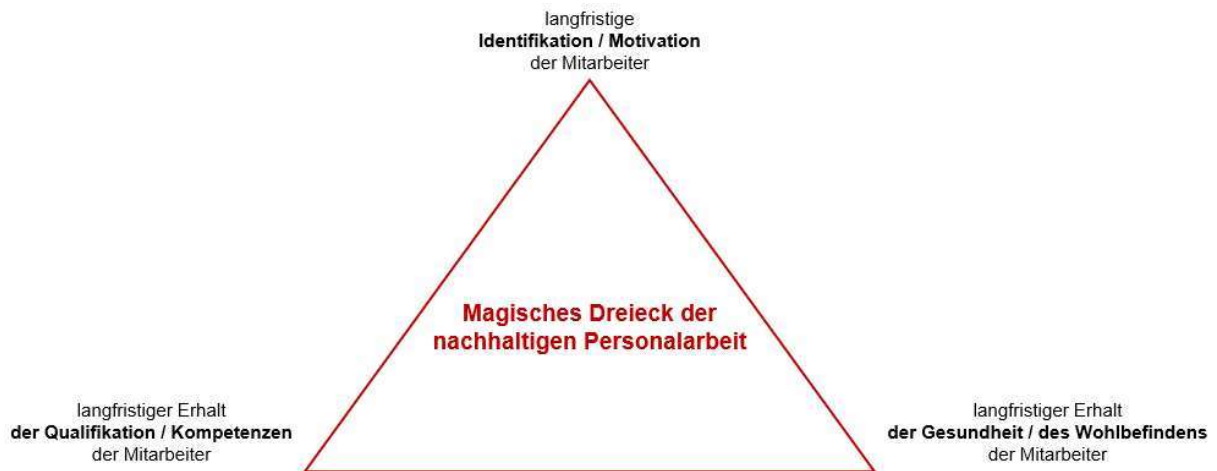 langfristige
Identifikation / Motivation
der Mitarbeiter
Magisches Dreieck der
nachhaltigen Personalarbeit
langfristiger Erhalt
der Qualifikation / Kompetenzen
der Mitarbeiter
langfristiger Erhalt
der Gesundheit / des Wohlbefindens
der Mitarbeiter